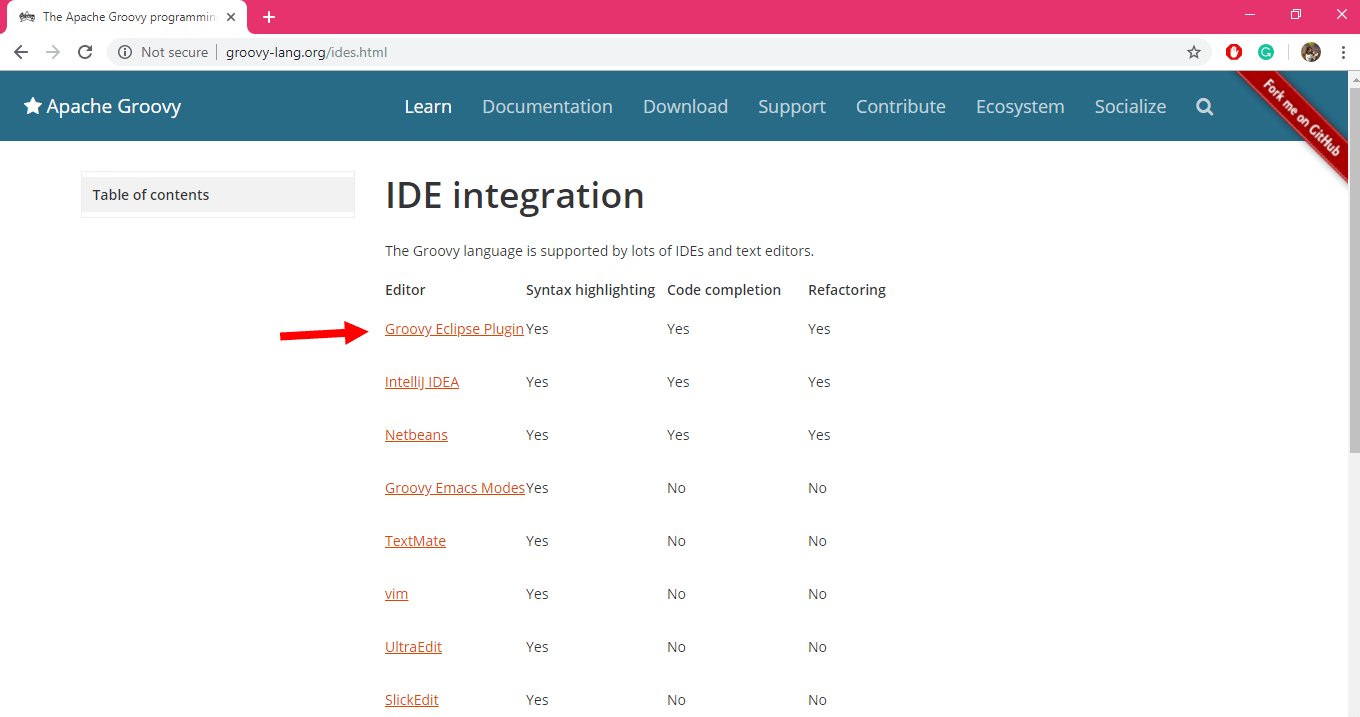 The Apache Groovy programmin
Not secure | groovy-lang.org/ides.html
Apache Groovy Learn Documentation Download Support Contribute Ecosystem Socialize
Fork me on GitHub
Table of contents
IDE integration
The Groovy language is supported by lots of IDEs and text editors.
Editor Syntax highlighting Code completion Refactoring
Groovy Eclipse Plugin Yes Yes Yes
IntelliJ IDEA Yes Yes Yes
Netbeans Yes Yes Yes
Groovy Emacs Modes Yes No No
TextMate Yes No No
vim Yes No No
UltraEdit Yes No No
SlickEdit Yes No No